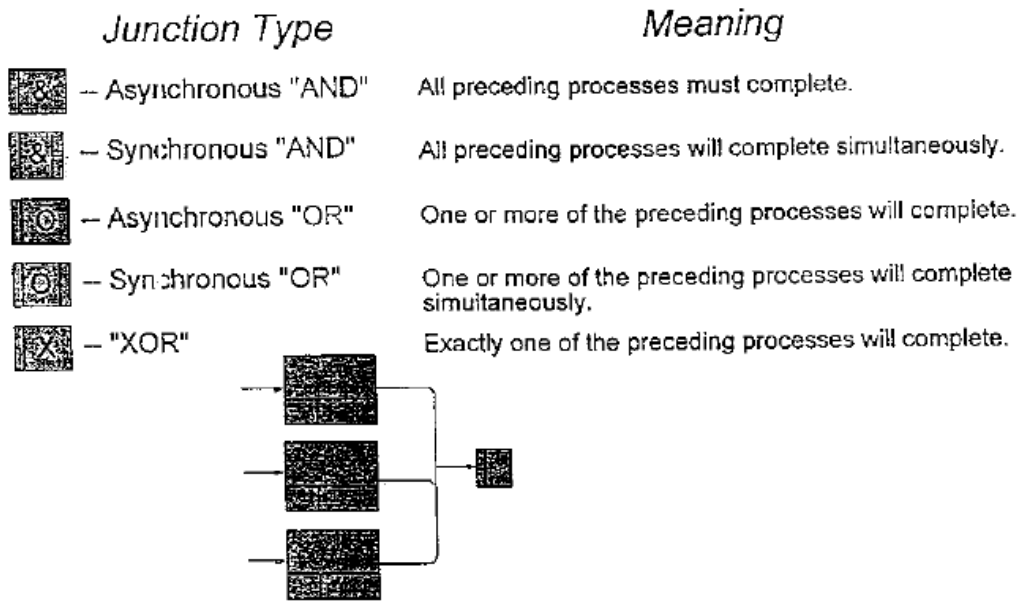 Junction Type Meaning
& – Asynchronous "AND" All preceding processes must complete.
& – Synchronous "AND" All preceding processes will complete simultaneously.
O – Asynchronous "OR" One or more of the preceding processes will complete.
O – Synchronous "OR" One or more of the preceding processes will complete
simultaneously.
X – "XOR" Exactly one of the preceding processes will complete.